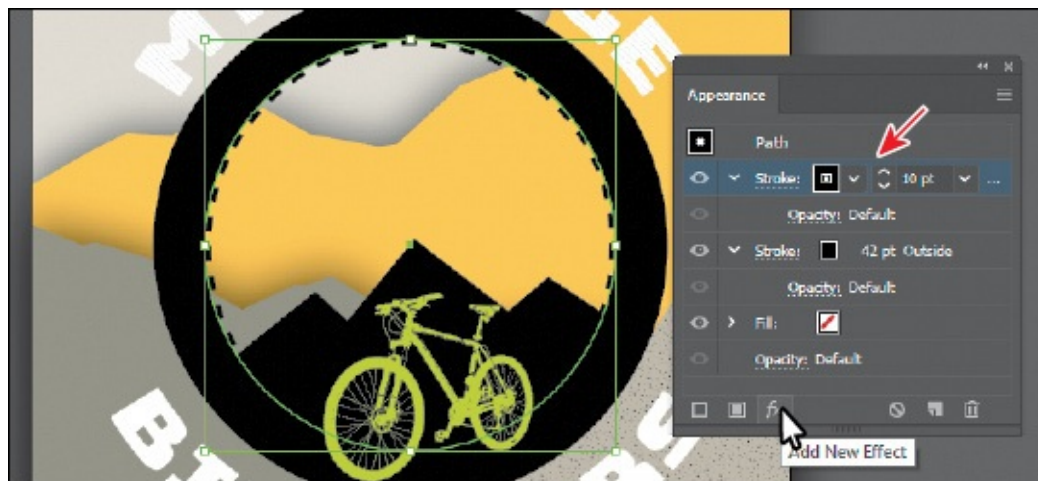 Appearance
Path
Stroke: 10 pt ...
Opacity: Default
Stroke: 42 pt Outside
Opacity: Default
Fill:
Opacity: Default
fx
Add New Effect